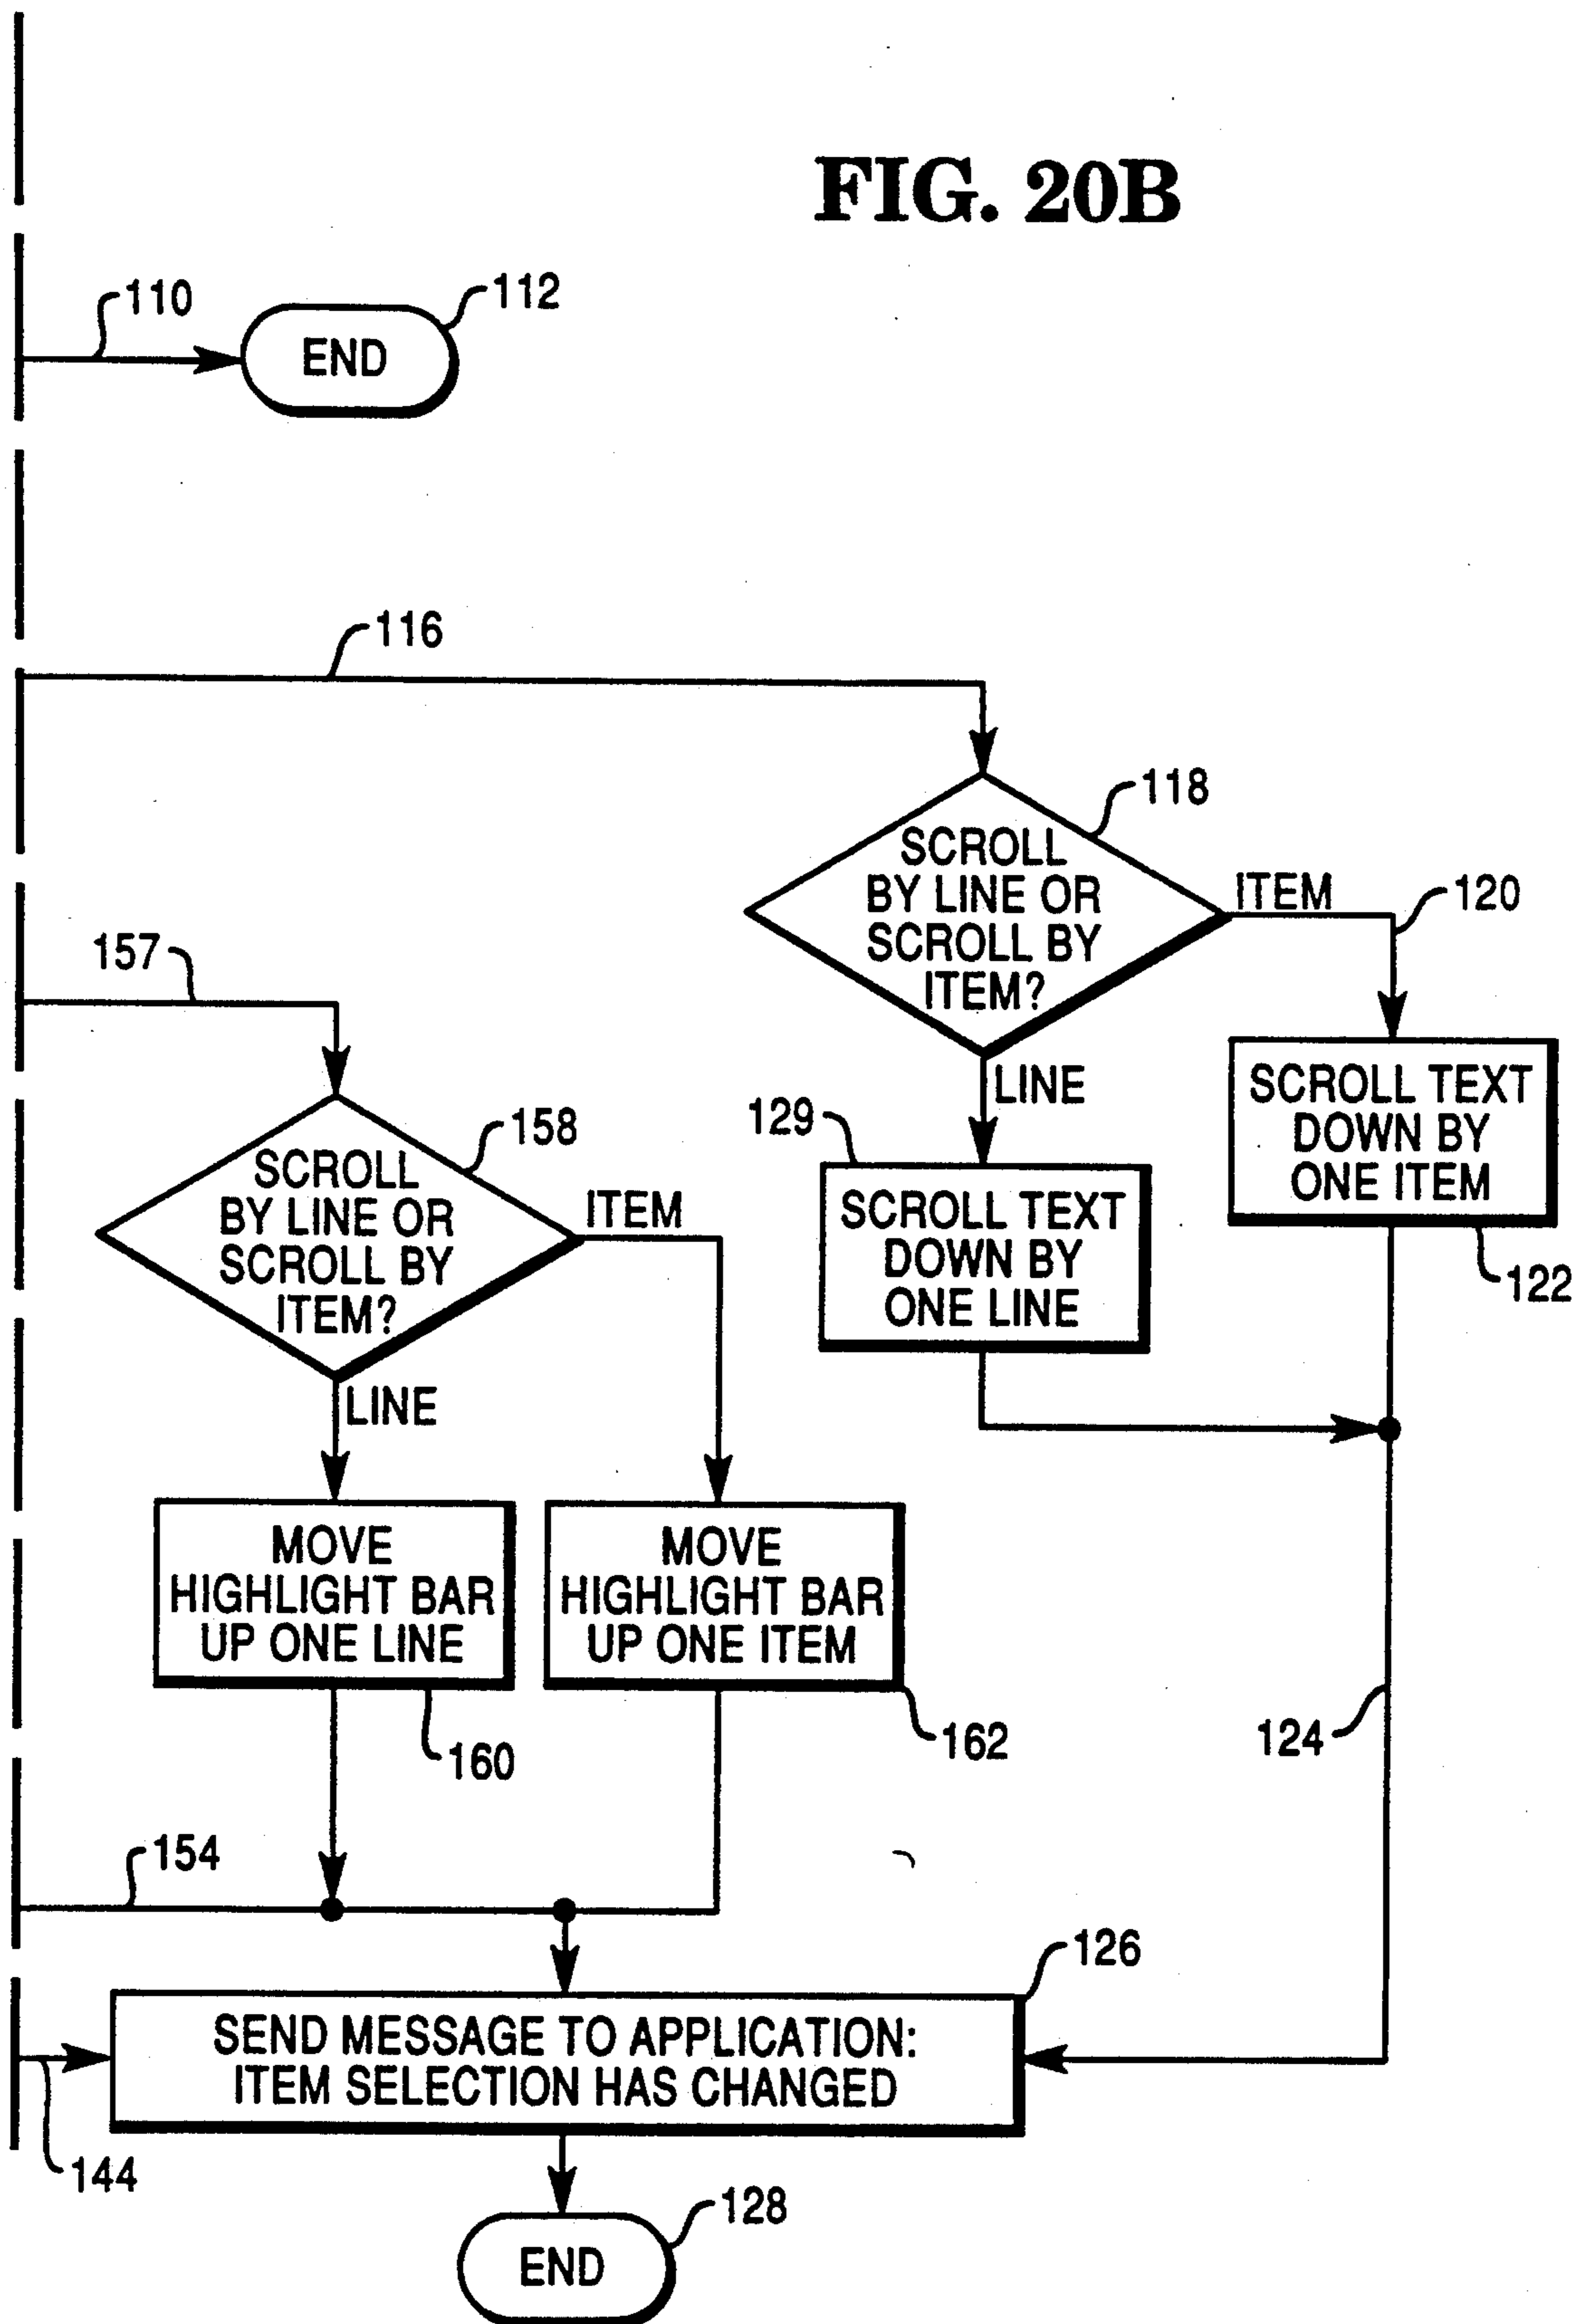 FIG. 20B
110
112
END
116
118
SCROLL
BY LINE OR
SCROLL BY
ITEM?
ITEM
120
157
LINE
SCROLL TEXT
DOWN BY
ONE ITEM
122
129
SCROLL TEXT
DOWN BY
ONE LINE
158
SCROLL
BY LINE OR
SCROLL BY
ITEM?
ITEM
LINE
MOVE
HIGHLIGHT BAR
UP ONE LINE
160
MOVE
HIGHLIGHT BAR
UP ONE ITEM
162
124
154
126
SEND MESSAGE TO APPLICATION:
ITEM SELECTION HAS CHANGED
144
128
END